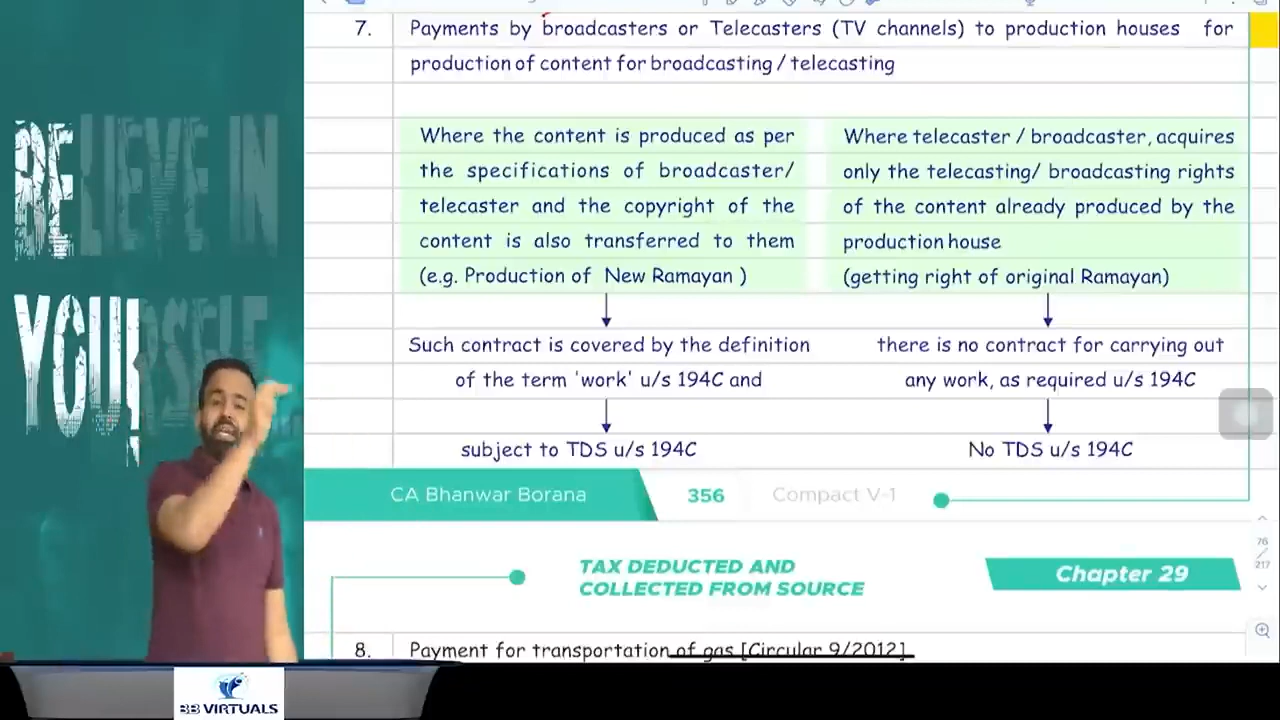 BELIEVE IN
YOURSELF
7. Payments by broadcasters or Telecasters (TV channels) to production houses for
production of content for broadcasting / telecasting
Where the content is produced as per
the specifications of broadcaster/
telecaster and the copyright of the
content is also transferred to them
(e.g. Production of New Ramayan )
Where telecaster / broadcaster, acquires
only the telecasting/ broadcasting rights
of the content already produced by the
production house
(getting right of original Ramayan)
Such contract is covered by the definition
of the term 'work' u/s 194C and
there is no contract for carrying out
any work, as required u/s 194C
subject to TDS u/s 194C
No TDS u/s 194C
CA Bhanwar Borana 356 Compact V-1
76
/
217
TAX DEDUCTED AND
COLLECTED FROM SOURCE
Chapter 29
8. Payment for transportation of gas [Circular 9/2012]
BB VIRTUALS